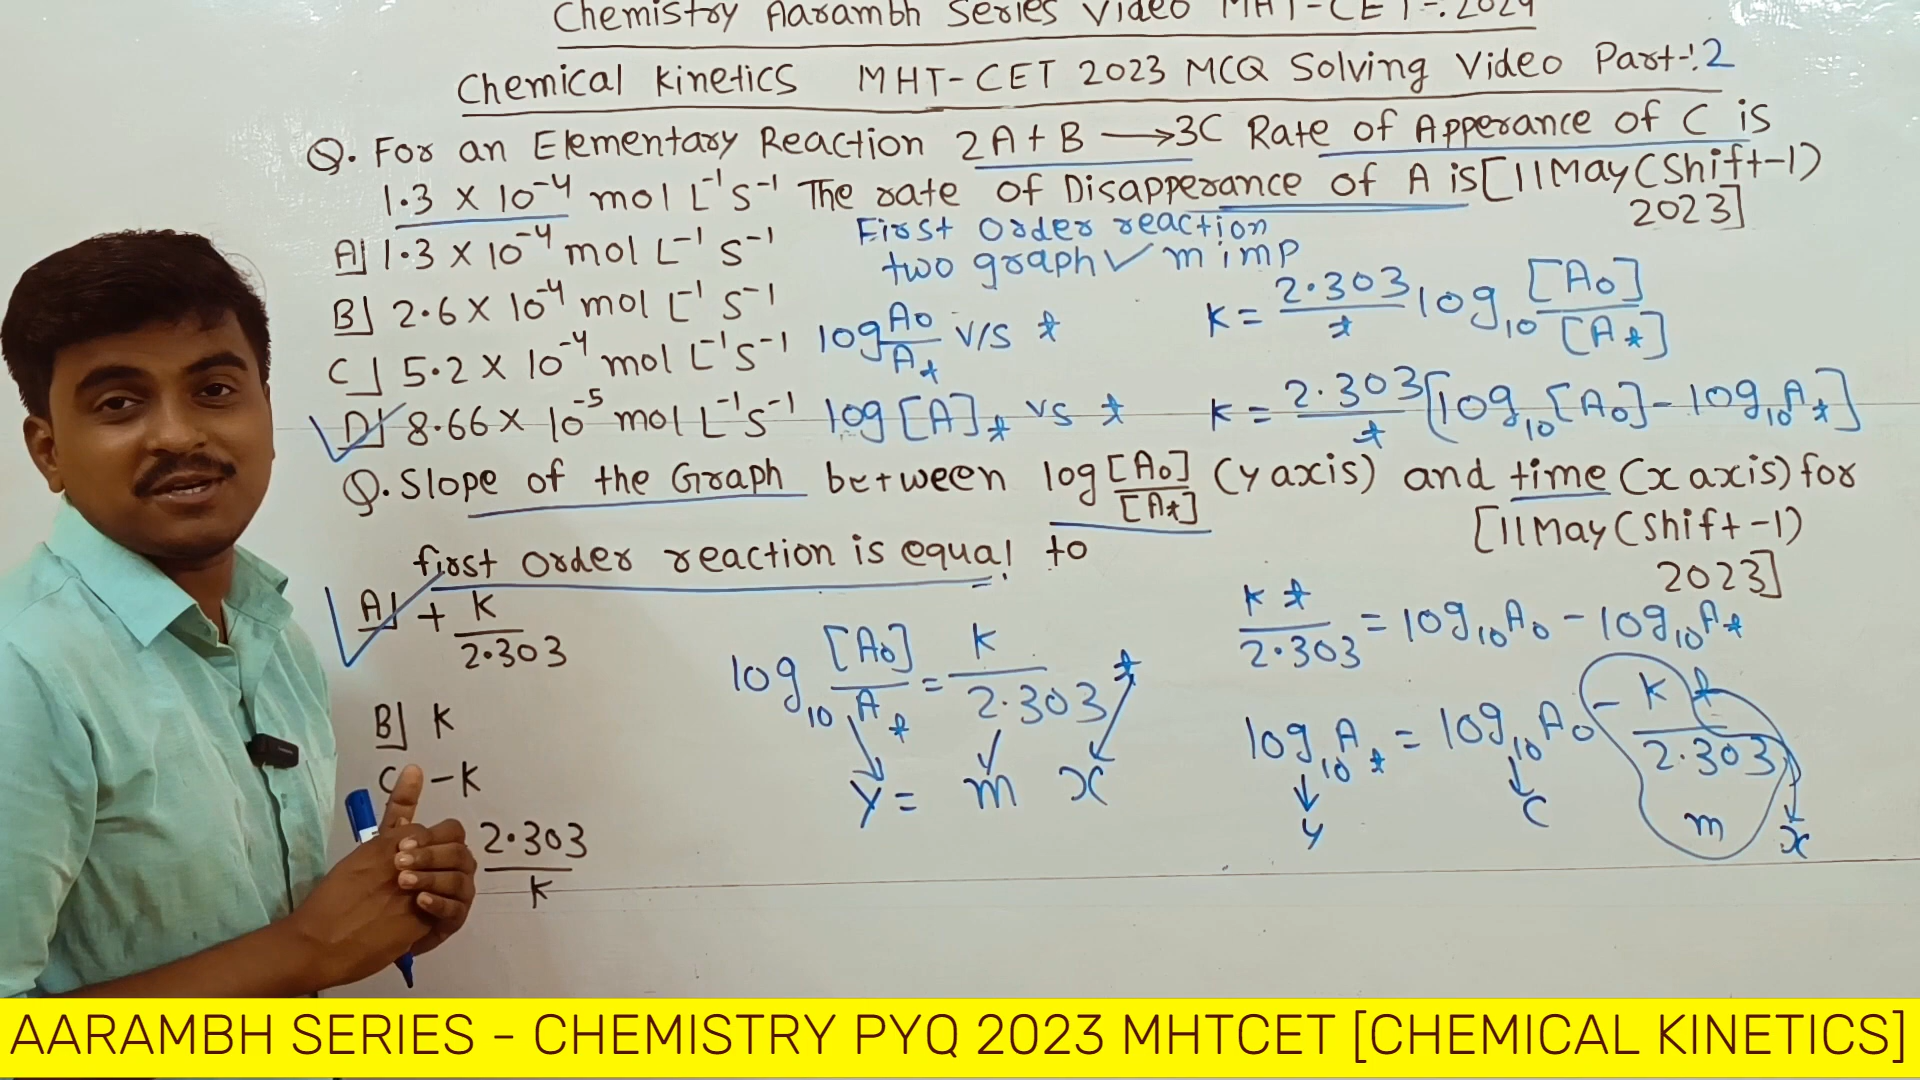 Chemistry Aarambh Series Video MHT-CET-:2024
Chemical Kinetics MHT-CET 2023 MCQ Solving Video Part-:2
Q. For an Elementary Reaction 2A + B ⟶ 3C Rate of Apperance of C is
1.3 × 10⁻⁴ mol L⁻¹ S⁻¹ The rate of Disapperance of A is [11May (Shift-1)
2023]
A] 1.3 × 10⁻⁴ mol L⁻¹ S⁻¹
B] 2.6 × 10⁻⁴ mol L⁻¹ S⁻¹
C] 5.2 × 10⁻⁴ mol L⁻¹ S⁻¹
D] 8.66 × 10⁻⁵ mol L⁻¹ S⁻¹
First Order reaction
two graph ✓ m imp
log A₀/Aₜ v/s t
log [A]ₜ vs t
K = 2.303/t log₁₀ [A₀]/[Aₜ]
K = 2.303/t [log₁₀ [A₀] - log₁₀ Aₜ]
Q. Slope of the Graph between log [A₀]/[Aₜ] (y axis) and time (x axis) for
[11May (Shift-1)
2023]
first order reaction is equal to
A] + K/2.303
B] K
C -K
2.303/K
log₁₀ [A₀]/Aₜ = K/2.303 t
y = m x
Kt/2.303 = log₁₀ A₀ - log₁₀ Aₜ
log₁₀ Aₜ = log₁₀ A₀ - Kt/2.303
y C m x
AARAMBH SERIES - CHEMISTRY PYQ 2023 MHTCET [CHEMICAL KINETICS]